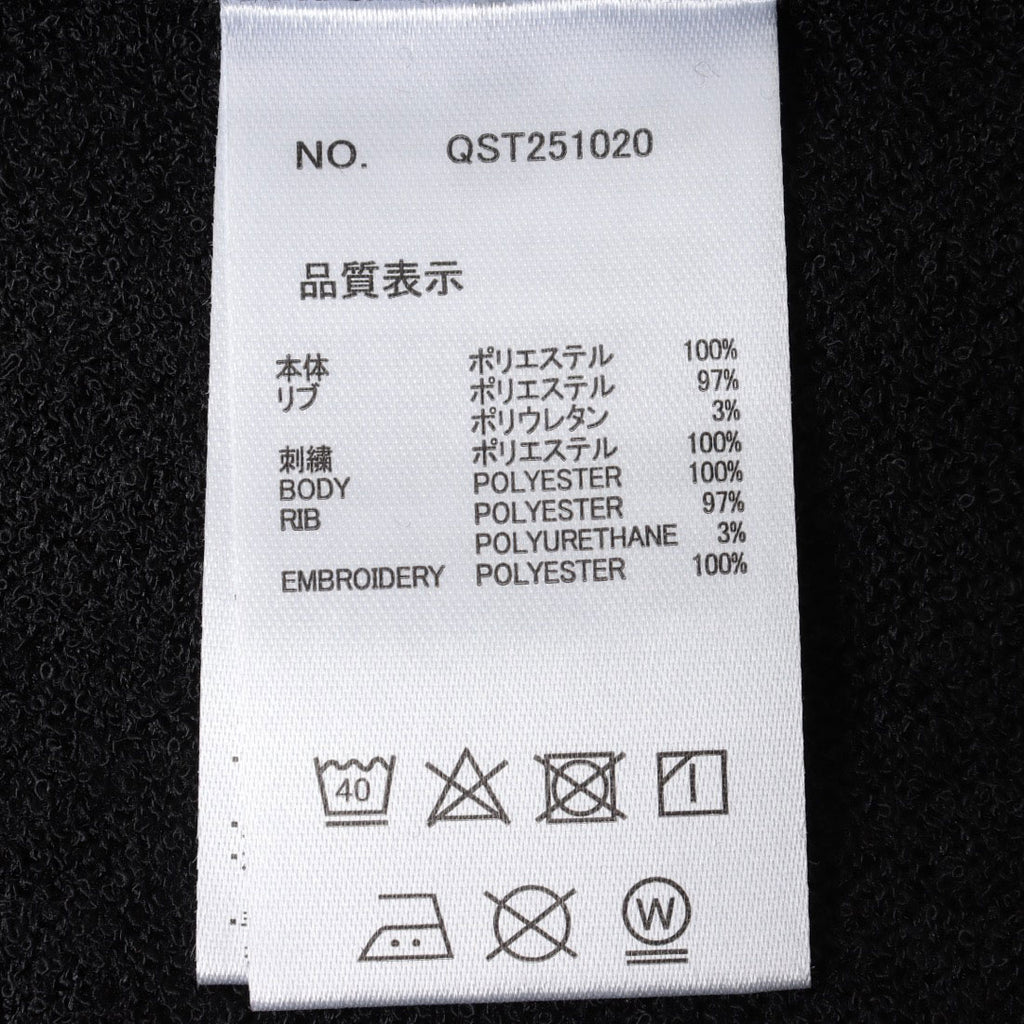 NO. QST251020
品質表示
本体 ポリエステル 100%
リブ ポリエステル 97%
ポリウレタン 3%
刺繍 ポリエステル 100%
BODY POLYESTER 100%
RIB POLYESTER 97%
POLYURETHANE 3%
EMBROIDERY POLYESTER 100%
40
W